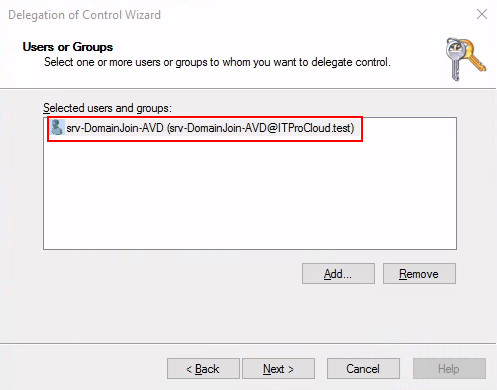 Delegation of Control Wizard
Users or Groups
Select one or more users or groups to whom you want to delegate control.
Selected users and groups:
srv-DomainJoin-AVD (srv-DomainJoin-AVD@ITProCloud.test)
Add... Remove
< Back Next > Cancel Help